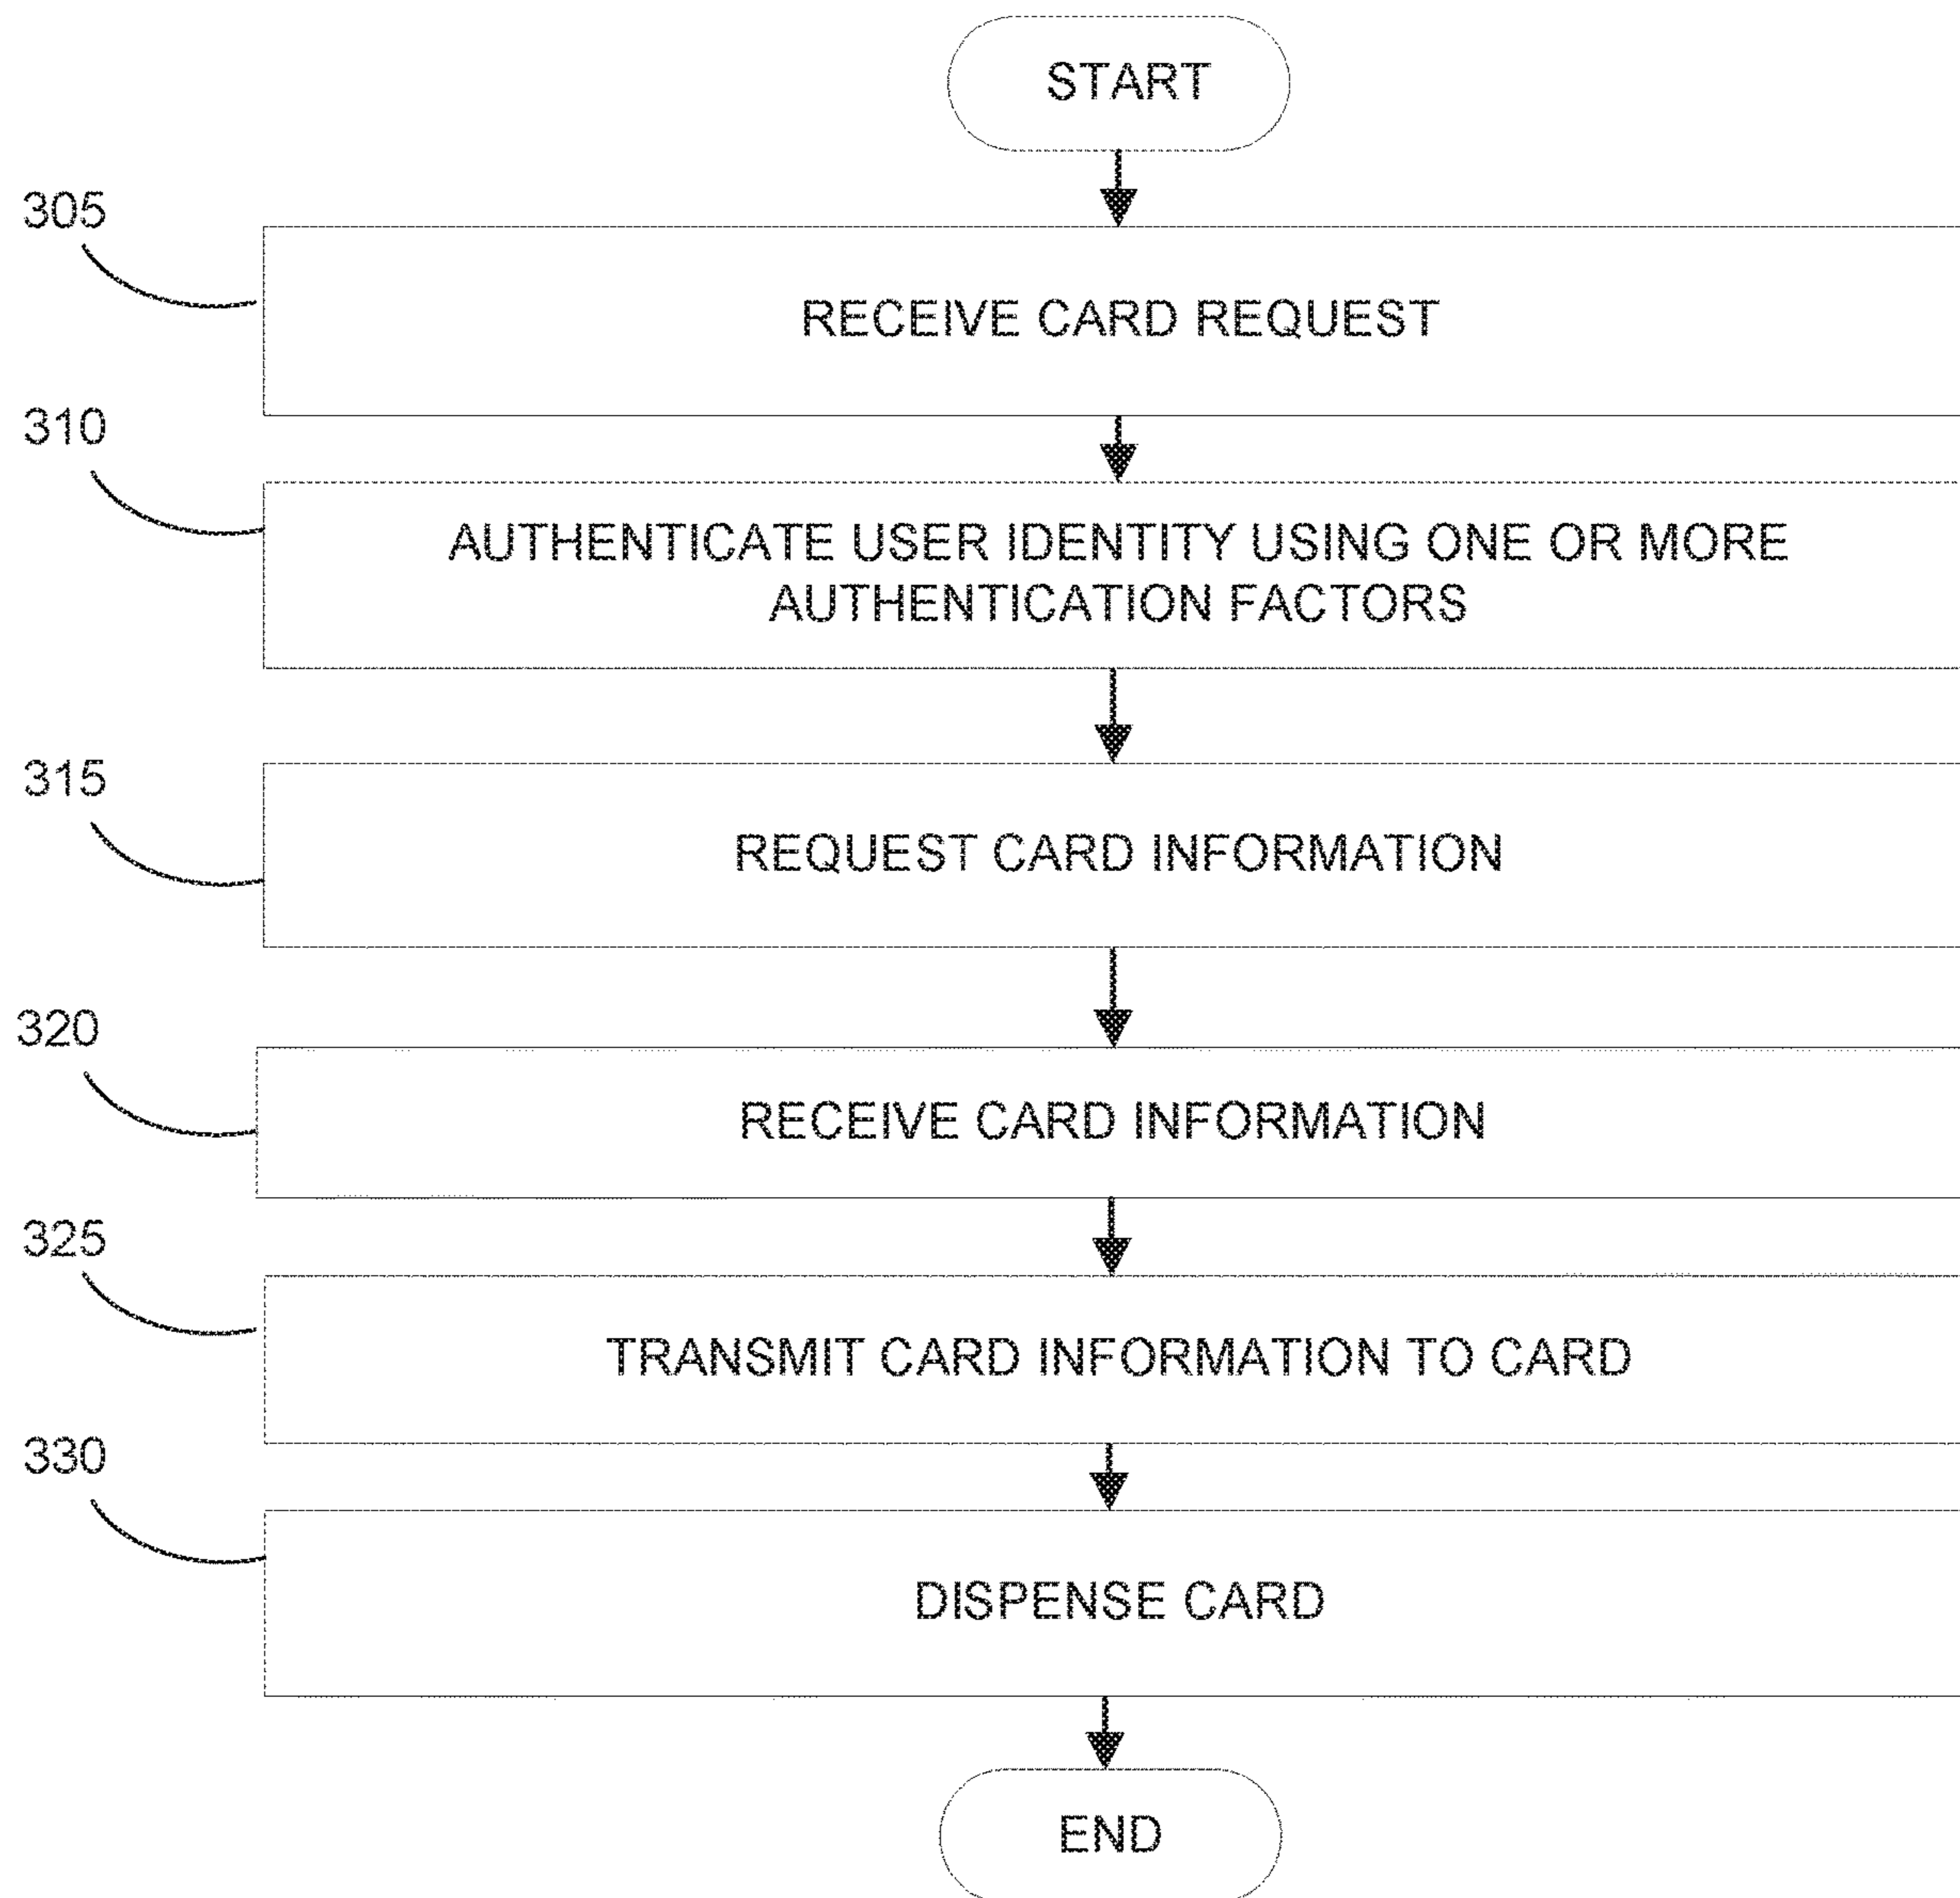 START
305
RECEIVE CARD REQUEST
310
AUTHENTICATE USER IDENTITY USING ONE OR MORE
AUTHENTICATION FACTORS
315
REQUEST CARD INFORMATION
320
RECEIVE CARD INFORMATION
325
TRANSMIT CARD INFORMATION TO CARD
330
DISPENSE CARD
END